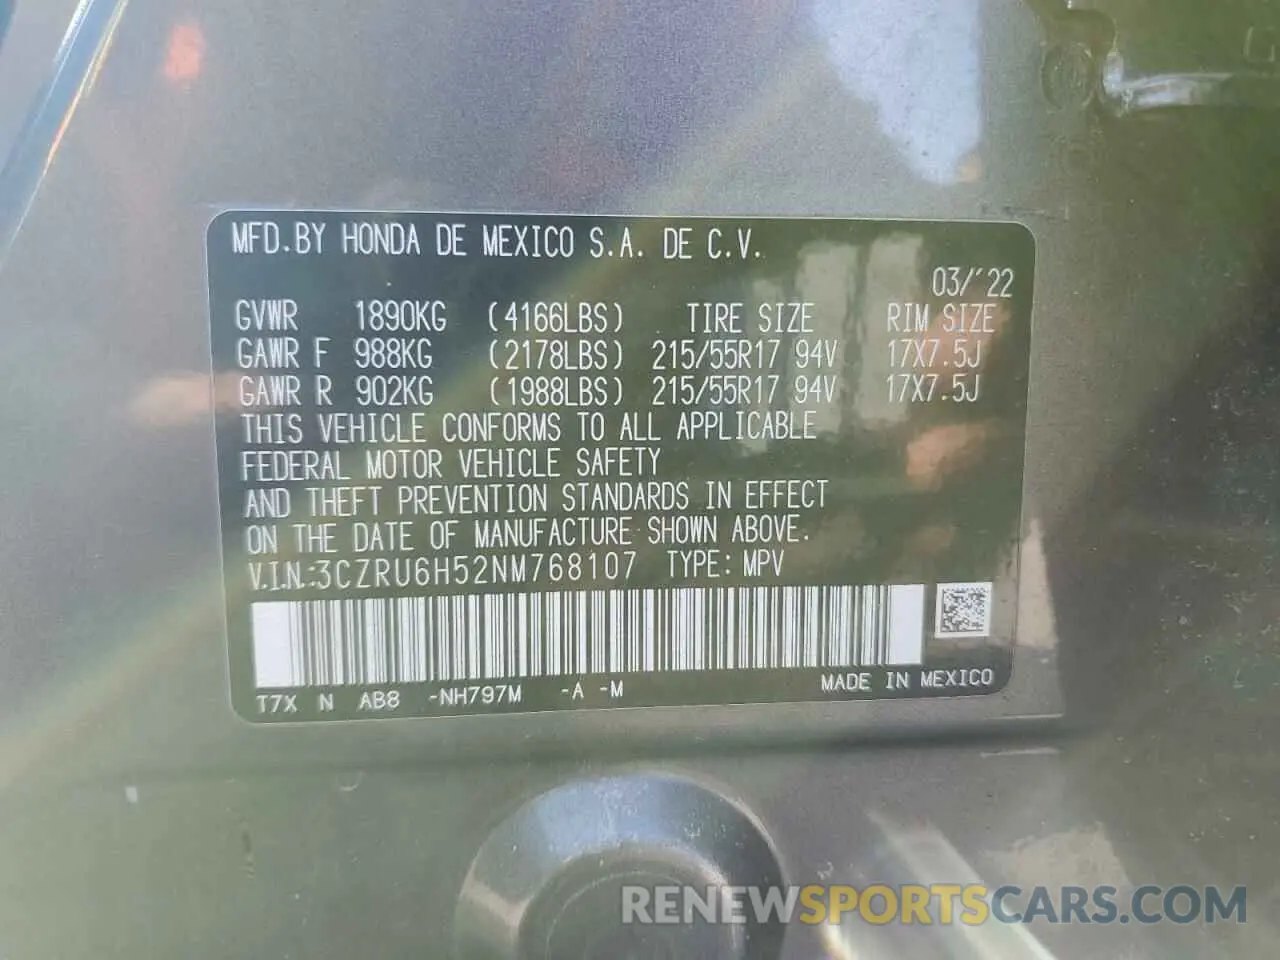 MFD.BY HONDA DE MEXICO S.A. DE C.V.
03/'22
GVWR 1890KG (4166LBS) TIRE SIZE RIM SIZE
GAWR F 988KG (2178LBS) 215/55R17 94V 17X7.5J
GAWR R 902KG (1988LBS) 215/55R17 94V 17X7.5J
THIS VEHICLE CONFORMS TO ALL APPLICABLE
FEDERAL MOTOR VEHICLE SAFETY
AND THEFT PREVENTION STANDARDS IN EFFECT
ON THE DATE OF MANUFACTURE SHOWN ABOVE.
V.I.N.:3CZRU6H52NM768107 TYPE: MPV
T7X N AB8 -NH797M -A -M MADE IN MEXICO
RENEWSPORTSCARS.COM